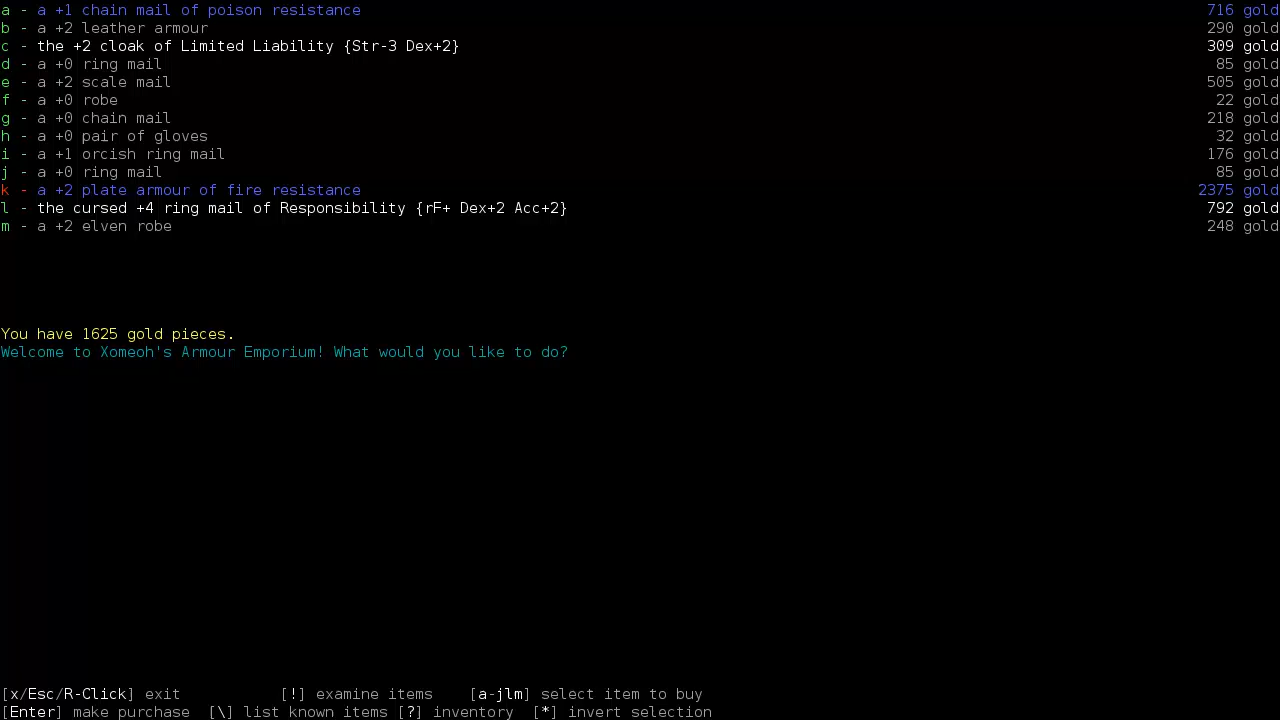 a - a +1 chain mail of poison resistance 716 gold
b - a +2 leather armour 290 gold
c - the +2 cloak of Limited Liability {Str-3 Dex+2} 309 gold
d - a +0 ring mail 85 gold
e - a +2 scale mail 505 gold
f - a +0 robe 22 gold
g - a +0 chain mail 218 gold
h - a +0 pair of gloves 32 gold
i - a +1 orcish ring mail 176 gold
j - a +0 ring mail 85 gold
k - a +2 plate armour of fire resistance 2375 gold
l - the cursed +4 ring mail of Responsibility {rF+ Dex+2 Acc+2} 792 gold
m - a +2 elven robe 248 gold
You have 1625 gold pieces.
Welcome to Xomeoh's Armour Emporium! What would you like to do?
[x/Esc/R-Click] exit [!] examine items [a-jlm] select item to buy
[Enter] make purchase [\] list known items [?] inventory [*] invert selection